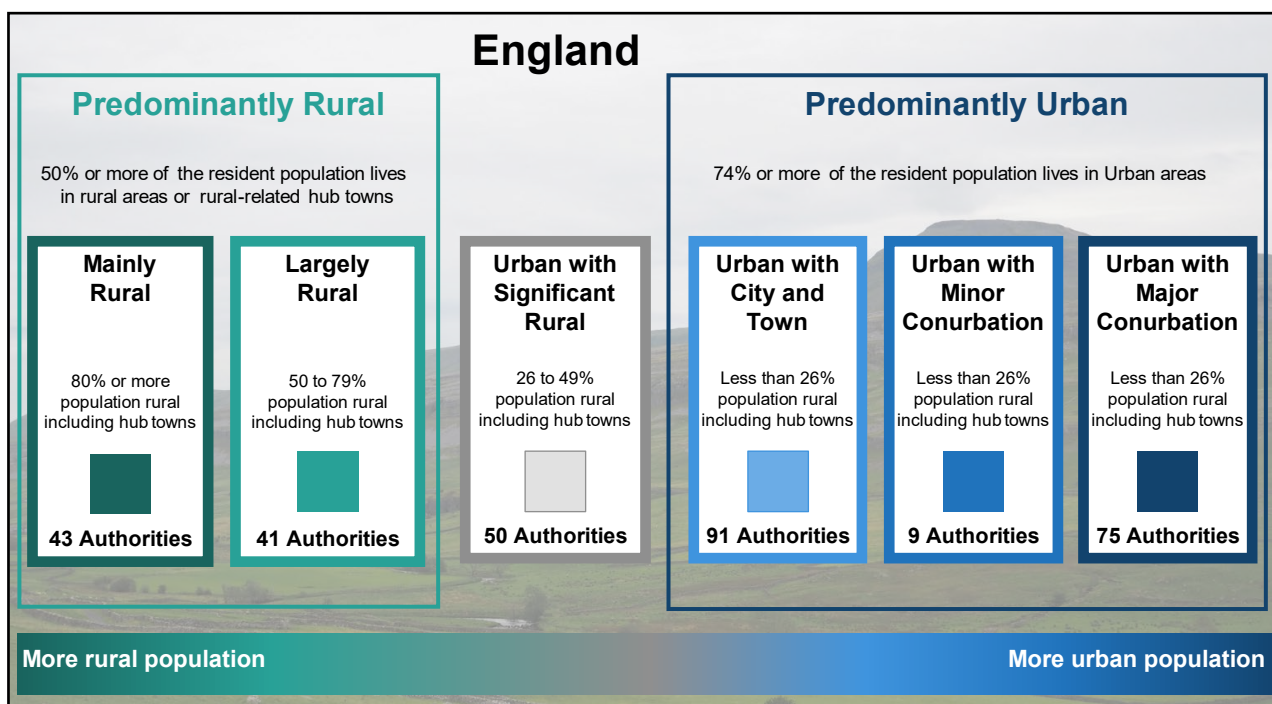 England
Predominantly Rural
50% or more of the resident population lives
in rural areas or rural-related hub towns
Mainly
Rural
80% or more
population rural
including hub towns
43 Authorities
Largely
Rural
50 to 79%
population rural
including hub towns
41 Authorities
Urban with
Significant
Rural
26 to 49%
population rural
including hub towns
50 Authorities
Predominantly Urban
74% or more of the resident population lives in Urban areas
Urban with
City and
Town
Less than 26%
population rural
including hub towns
91 Authorities
Urban with
Minor
Conurbation
Less than 26%
population rural
including hub towns
9 Authorities
Urban with
Major
Conurbation
Less than 26%
population rural
including hub towns
75 Authorities
More rural population
More urban population